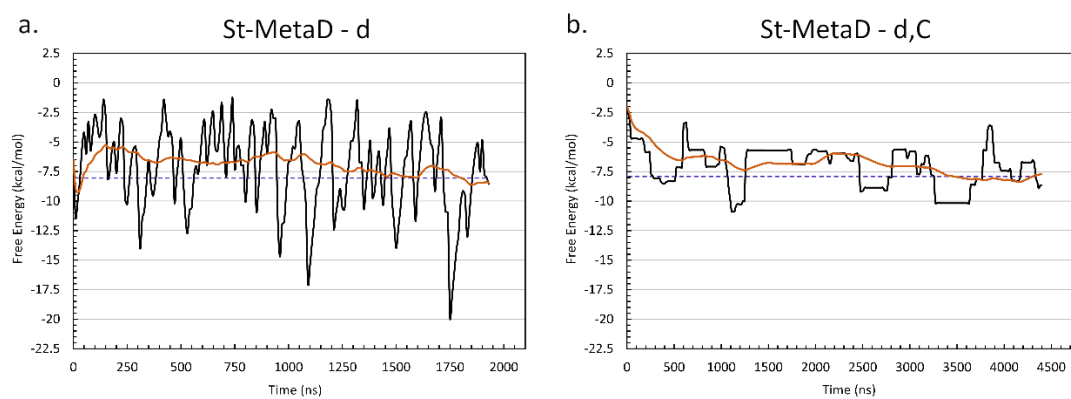 a.
St-MetaD - d
2.5
0
-2.5
-5
-7.5
-10
-12.5
-15
-17.5
-20
-22.5
Free Energy (kcal/mol)
0 250 500 750 1000 1250 1500 1750 2000
Time (ns)
b.
St-MetaD - d,C
2.5
0
-2.5
-5
-7.5
-10
-12.5
-15
-17.5
-20
-22.5
Free Energy (kcal/mol)
0 500 1000 1500 2000 2500 3000 3500 4000 4500
Time (ns)